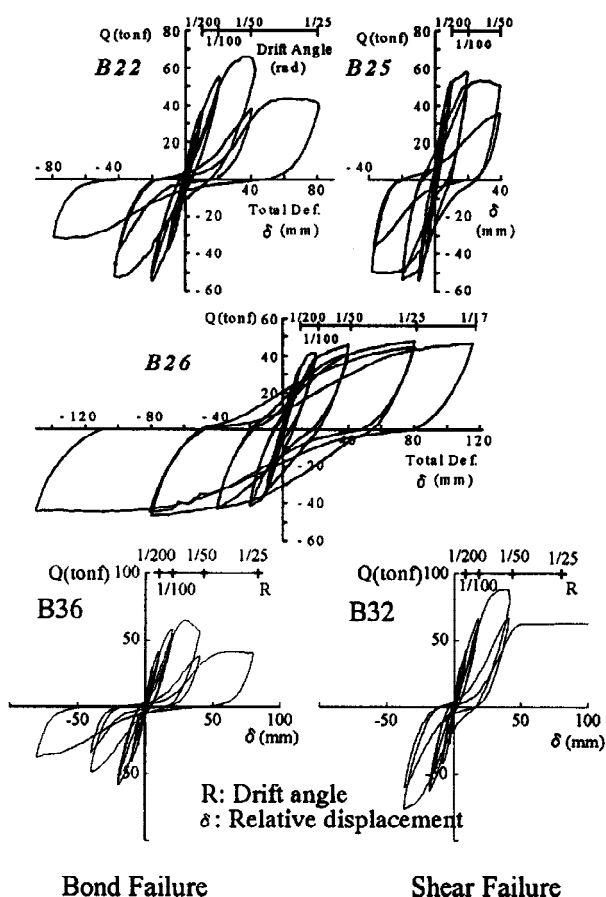 1/200 1/50 1/25
Q(tonf) 80
1/100 Drift Angle
(rad)
B22
60
40
20
-80 -40
40 80
-20 Total Def.
δ (mm)
-40
-60
1/200 1/50
Q(tonf) 80
1/100
B25
60
40
20
-40
40
-20 δ
(mm)
-40
-60
Q(tonf) 60
1/200 1/50 1/25 1/17
1/100
B26
40
20
-120 -80 -40
40 80 120
-20 Total Def.
δ (mm)
-40
-60
1/200 1/50 1/25
Q(tonf) 100
1/100 R
B36
50
-50 50 100
δ (mm)
50
1/200 1/50 1/25
Q(tonf) 100
1/100 R
B32
50
-50 50 100
δ (mm)
50
R: Drift angle
δ: Relative displacement
Bond Failure
Shear Failure